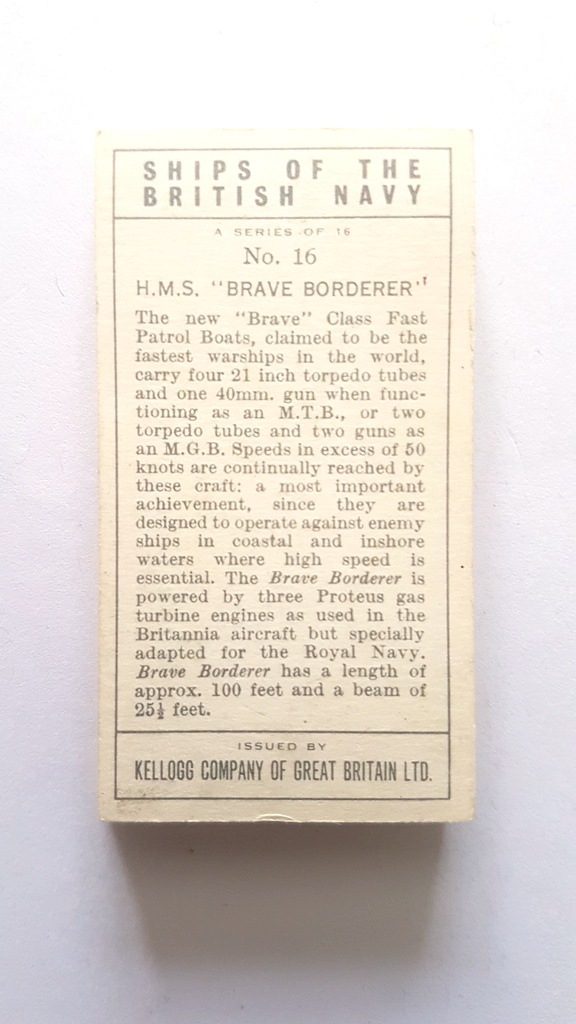 SHIPS OF THE
BRITISH NAVY
A SERIES OF 16
No. 16
H.M.S. "BRAVE BORDERER"
The new "Brave" Class Fast
Patrol Boats, claimed to be the
fastest warships in the world,
carry four 21 inch torpedo tubes
and one 40mm. gun when func-
tioning as an M.T.B., or two
torpedo tubes and two guns as
an M.G.B. Speeds in excess of 50
knots are continually reached by
these craft: a most important
achievement, since they are
designed to operate against enemy
ships in coastal and inshore
waters where high speed is
essential. The Brave Borderer is
powered by three Proteus gas
turbine engines as used in the
Britannia aircraft but specially
adapted for the Royal Navy.
Brave Borderer has a length of
approx. 100 feet and a beam of
25½ feet.
ISSUED BY
KELLOGG COMPANY OF GREAT BRITAIN LTD.